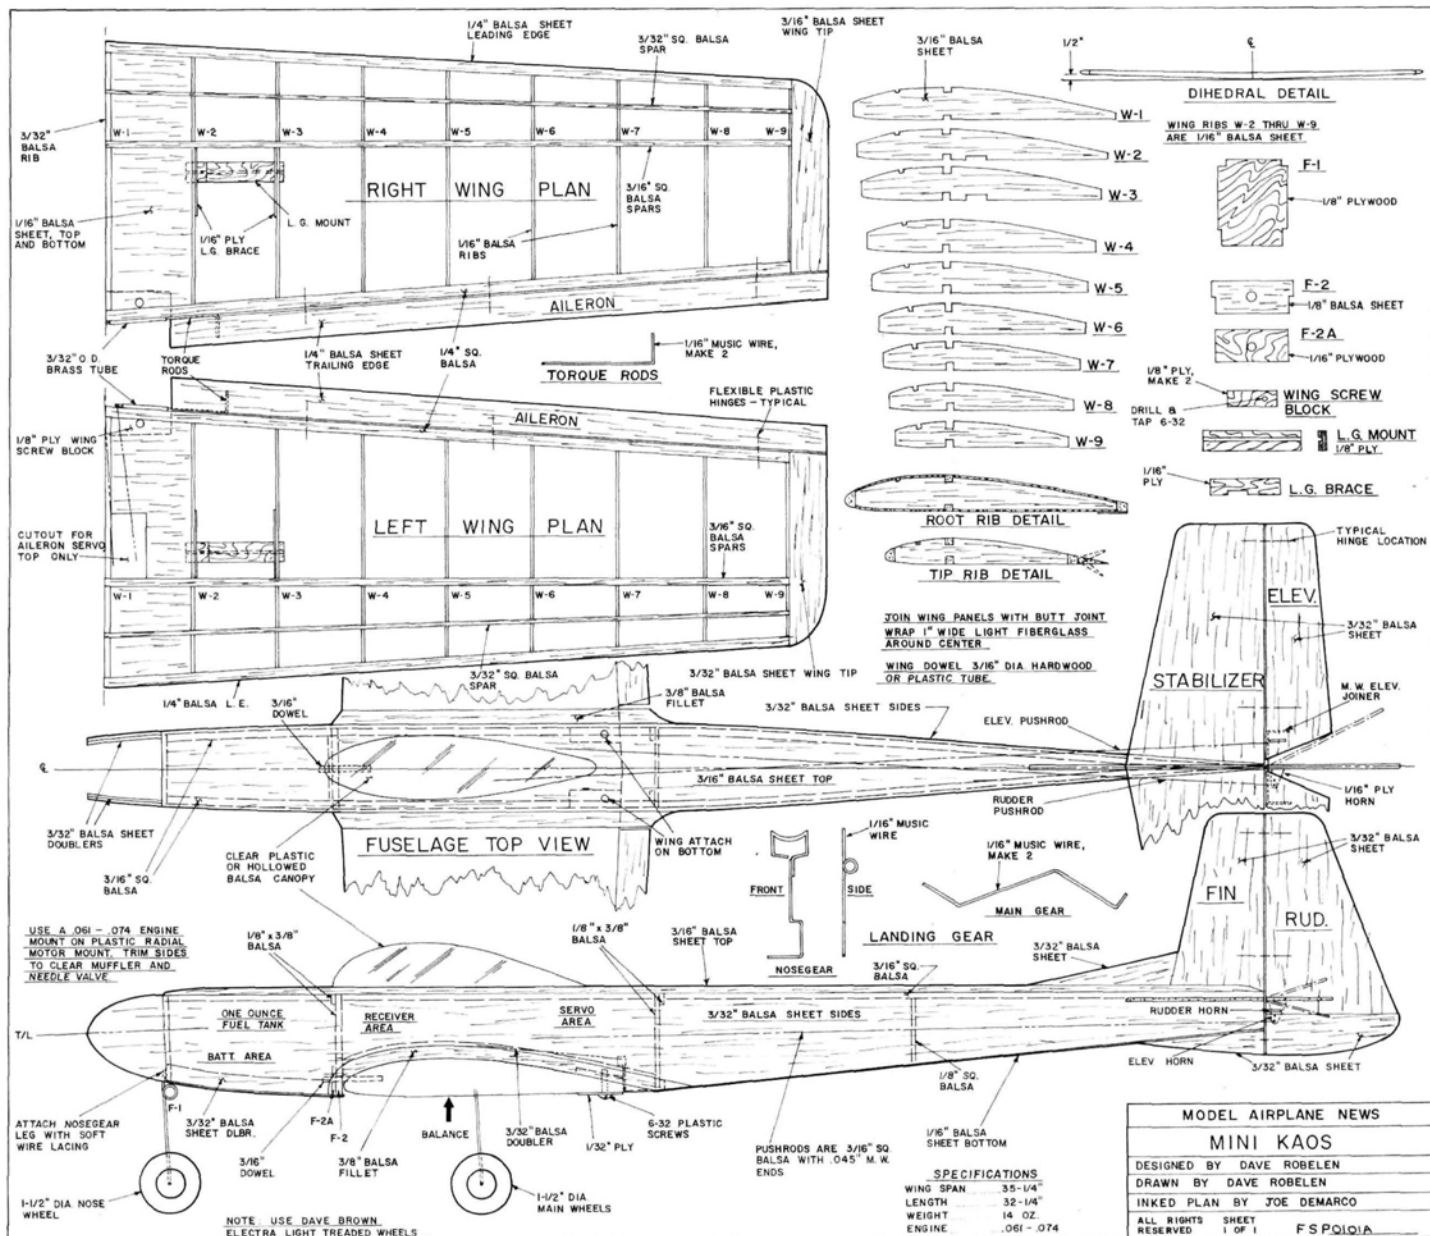 1/4" BALSA SHEET
LEADING EDGE
3/32" SQ. BALSA
SPAR
3/16" BALSA SHEET
WING TIP
3/32"
BALSA
RIB
W-1 W-2 W-3 W-4 W-5 W-6 W-7 W-8 W-9
RIGHT WING PLAN
L.G. MOUNT
3/16" SQ.
BALSA
SPARS
1/16" BALSA
SHEET, TOP
AND BOTTOM
1/16" PLY
L.G. BRACE
1/16" BALSA
RIBS
AILERON
3/32" O.D.
BRASS TUBE
TORQUE
RODS
1/4" BALSA SHEET
TRAILING EDGE
1/4" SQ.
BALSA
1/16" MUSIC WIRE,
MAKE 2
TORQUE RODS
FLEXIBLE PLASTIC
HINGES - TYPICAL
AILERON
1/8" PLY WING
SCREW BLOCK
LEFT WING PLAN
CUTOUT FOR
AILERON SERVO
TOP ONLY
3/16" SQ.
BALSA
SPARS
W-1 W-2 W-3 W-4 W-5 W-6 W-7 W-8 W-9
1/4" BALSA L.E.
3/32" SQ. BALSA
SPAR
3/32" BALSA SHEET WING TIP
3/16" BALSA
SHEET
W-1
W-2
W-3
W-4
W-5
W-6
W-7
W-8
W-9
ROOT RIB DETAIL
TIP RIB DETAIL
1/2"
℄
DIHEDRAL DETAIL
WING RIBS W-2 THRU W-9
ARE 1/16" BALSA SHEET
F-1
1/8" PLYWOOD
F-2
1/8" BALSA SHEET
F-2A
1/16" PLYWOOD
1/8" PLY,
MAKE 2
DRILL &
TAP 6-32
WING SCREW
BLOCK
L.G. MOUNT
1/8" PLY
1/16"
PLY
L.G. BRACE
JOIN WING PANELS WITH BUTT JOINT
WRAP 1" WIDE LIGHT FIBERGLASS
AROUND CENTER
WING DOWEL 3/16" DIA. HARDWOOD
OR PLASTIC TUBE.
TYPICAL
HINGE LOCATION
ELEV.
3/32" BALSA
SHEET
STABILIZER
M.W. ELEV.
JOINER
1/16" PLY
HORN
3/16"
DOWEL
3/8" BALSA
FILLET
3/32" BALSA SHEET SIDES
ELEV. PUSHROD
℄
3/16" BALSA SHEET TOP
RUDDER
PUSHROD
3/32" BALSA SHEET
DOUBLERS
3/16" SQ.
BALSA
CLEAR PLASTIC
OR HOLLOWED
BALSA CANOPY
FUSELAGE TOP VIEW
WING ATTACH
ON BOTTOM
1/16" MUSIC
WIRE
FRONT
SIDE
NOSEGEAR
1/16" MUSIC WIRE,
MAKE 2
MAIN GEAR
LANDING GEAR
3/32" BALSA
SHEET
FIN
RUD.
USE A .061 - .074 ENGINE
MOUNT ON PLASTIC RADIAL
MOTOR MOUNT. TRIM SIDES
TO CLEAR MUFFLER AND
NEEDLE VALVE.
1/8" x 3/8"
BALSA
1/8" x 3/8"
BALSA
3/16" BALSA
SHEET TOP
3/16" SQ.
BALSA
3/32" BALSA
SHEET
T/L
ONE OUNCE
FUEL TANK
RECEIVER
AREA
SERVO
AREA
3/32" BALSA SHEET SIDES
RUDDER HORN
BATT. AREA
ELEV HORN
3/32" BALSA SHEET
F-1
F-2A
F-2
ATTACH NOSEGEAR
LEG WITH SOFT
WIRE LACING
3/32" BALSA
SHEET DLBR.
3/16"
DOWEL
3/8" BALSA
FILLET
BALANCE
3/32" BALSA
DOUBLER
1/32" PLY
6-32 PLASTIC
SCREWS
PUSHRODS ARE 3/16" SQ.
BALSA WITH .045" M.W.
ENDS
1/8" SQ.
BALSA
1/16" BALSA
SHEET BOTTOM
1-1/2" DIA. NOSE
WHEEL
1-1/2" DIA.
MAIN WHEELS
NOTE: USE DAVE BROWN
ELECTRA LIGHT TREADED WHEELS
SPECIFICATIONS
WING SPAN 35-1/4"
LENGTH 32-1/4"
WEIGHT 14 OZ.
ENGINE .061 - .074
MODEL AIRPLANE NEWS
MINI KAOS
DESIGNED BY DAVE ROBELEN
DRAWN BY DAVE ROBELEN
INKED PLAN BY JOE DEMARCO
ALL RIGHTS RESERVED SHEET 1 OF 1 FSP0101A